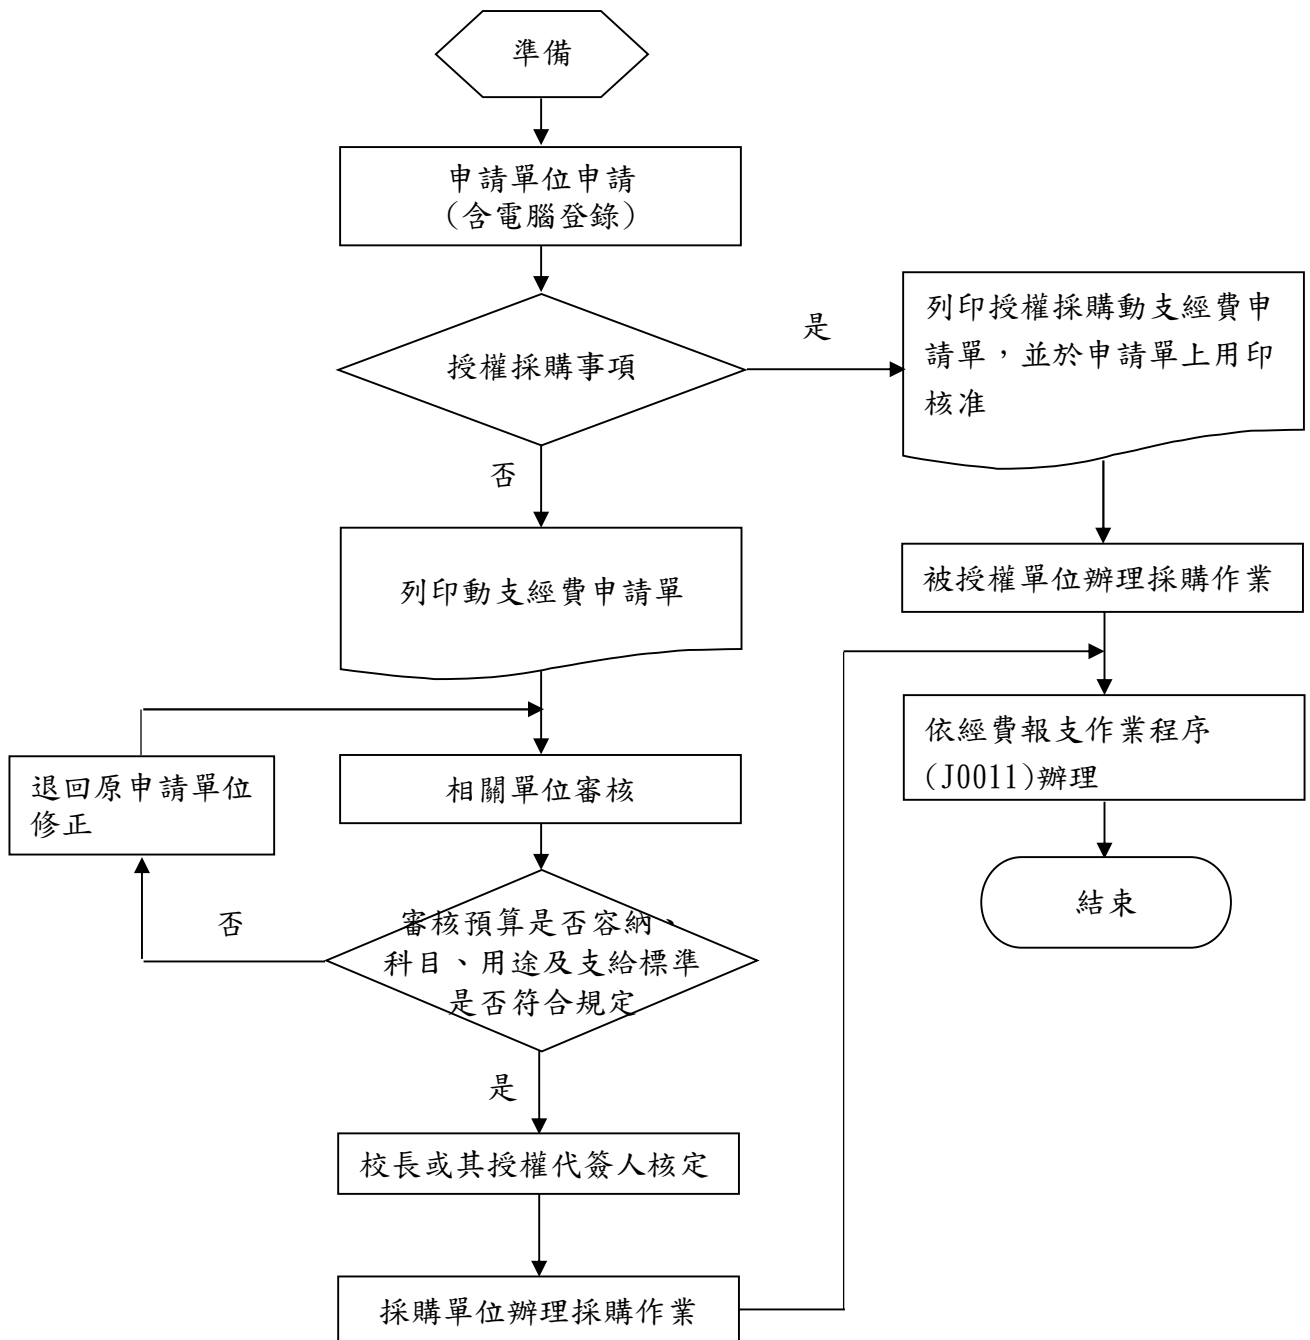 準備
申請單位申請
(含電腦登錄)
授權採購事項
是
列印授權採購動支經費申
請單，並於申請單上用印
核准
否
列印動支經費申請單
被授權單位辦理採購作業
依經費報支作業程序
(J0011)辦理
結束
相關單位審核
退回原申請單位
修正
否
審核預算是否容納、
科目、用途及支給標準
是否符合規定
是
校長或其授權代簽人核定
採購單位辦理採購作業